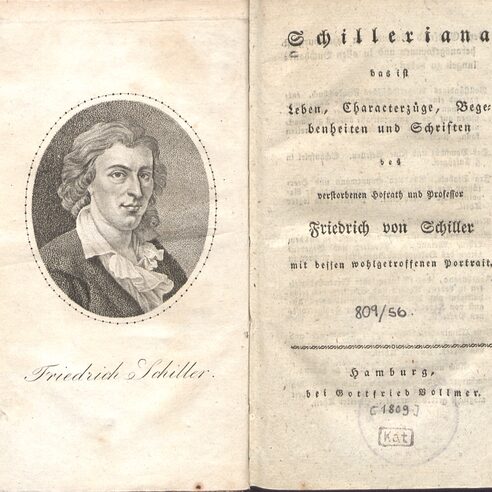 Friedrich Schiller.
Schilleriana
das ist
Leben, Characterzüge, Bege-
benheiten und Schriften
des
verstorbenen Hofrath und Professor
Friedrich von Schiller
mit dessen wohlgetroffenen Portrait.
809/56.
Hamburg,
bei Gottfried Vollmer.
[1809]
Kat